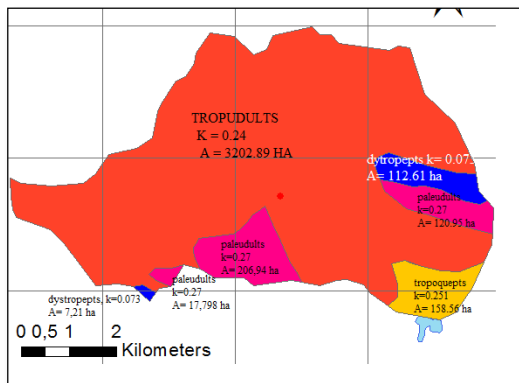 TROPUDULTS
K = 0.24
A = 3202.89 HA
dytropepts k= 0.073
A= 112.61 ha
paleudults
k=0.27
A= 120.95 ha
paleudults
k=0.27
A= 206,94 ha
paleudults
k=0.27
A= 17,798 ha
tropoquepts
k=0.251
A= 158.56 ha
dystropepts, k=0.073
A= 7,21 ha
0 0,5 1 2
Kilometers